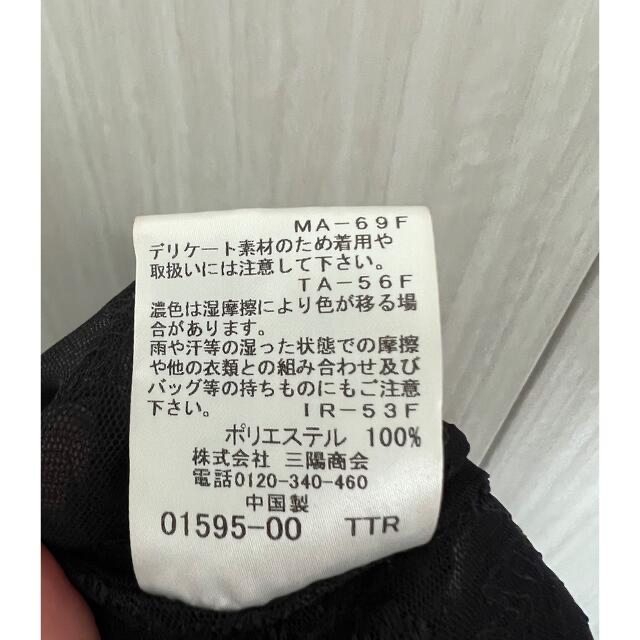 MA-69F
デリケート素材のため着用や
取扱いには注意して下さい。
TA-56F
濃色は湿摩擦により色が移る場
合があります。
雨や汗等の湿った状態での摩擦
や他の衣類との組み合わせ及び
バッグ等の持ちものにもご注意
下さい。 IR-53F
ポリエステル 100%
株式会社 三陽商会
電話0120-340-460
中国製
01595-00 TTR